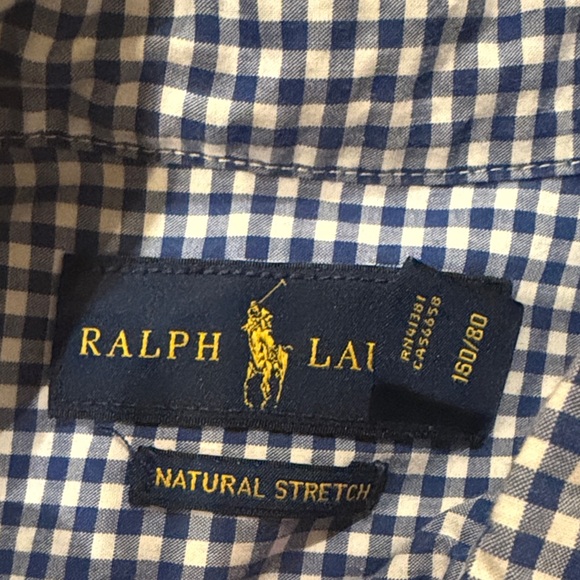 RALPH LAU
RN41381
CA56658
160/80
NATURAL STRETCH